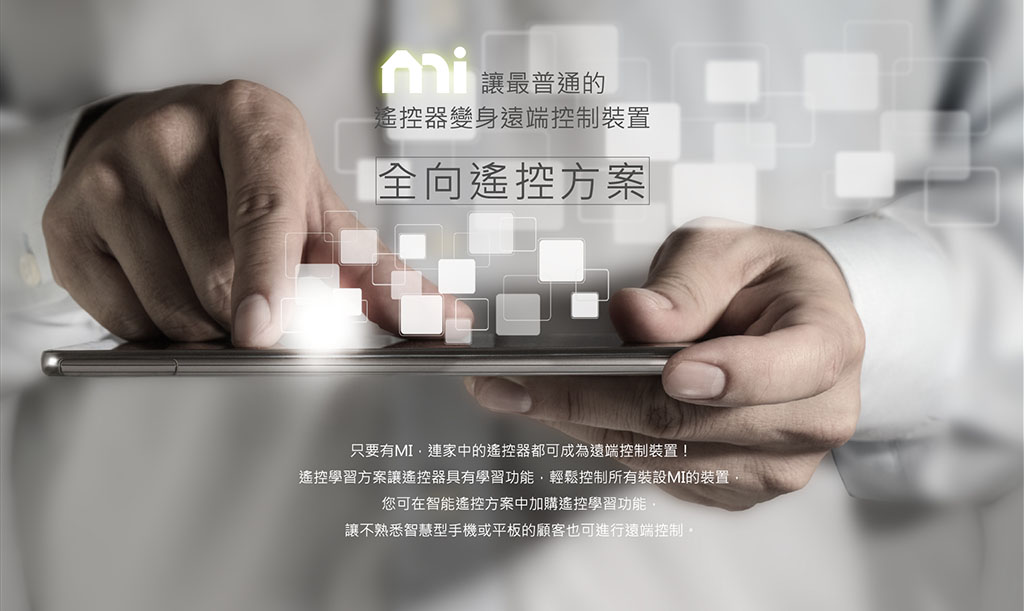 mi 讓最普通的
遙控器變身遠端控制裝置
全向遙控方案
只要有MI，連家中的遙控器都可成為遠端控制裝置！
遙控學習方案讓遙控器具有學習功能，輕鬆控制所有裝設MI的裝置，
您可在智能遙控方案中加購遙控學習功能，
讓不熟悉智慧型手機或平板的顧客也可進行遠端控制。